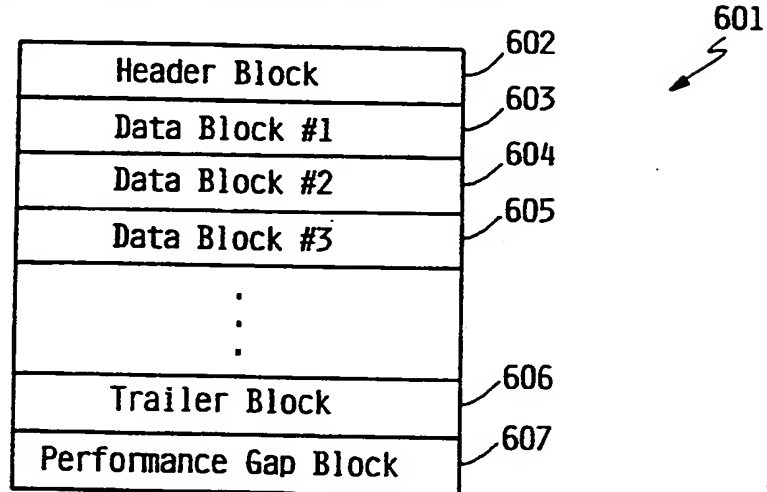 601
Header Block 602
Data Block #1 603
Data Block #2 604
Data Block #3 605
Trailer Block 606
Performance Gap Block 607